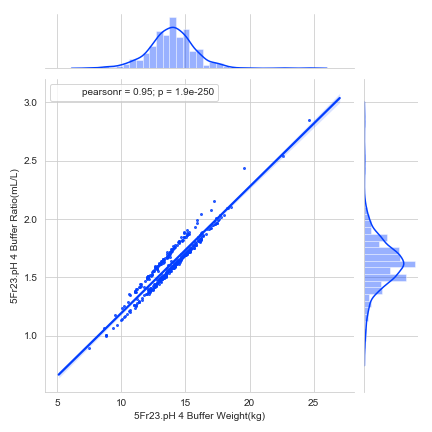 pearsonr = 0.95; p = 1.9e-250
3.0
2.5
2.0
1.5
1.0
5Fr23.pH 4 Buffer Ratio(mL/L)
5 10 15 20 25
5Fr23.pH 4 Buffer Weight(kg)